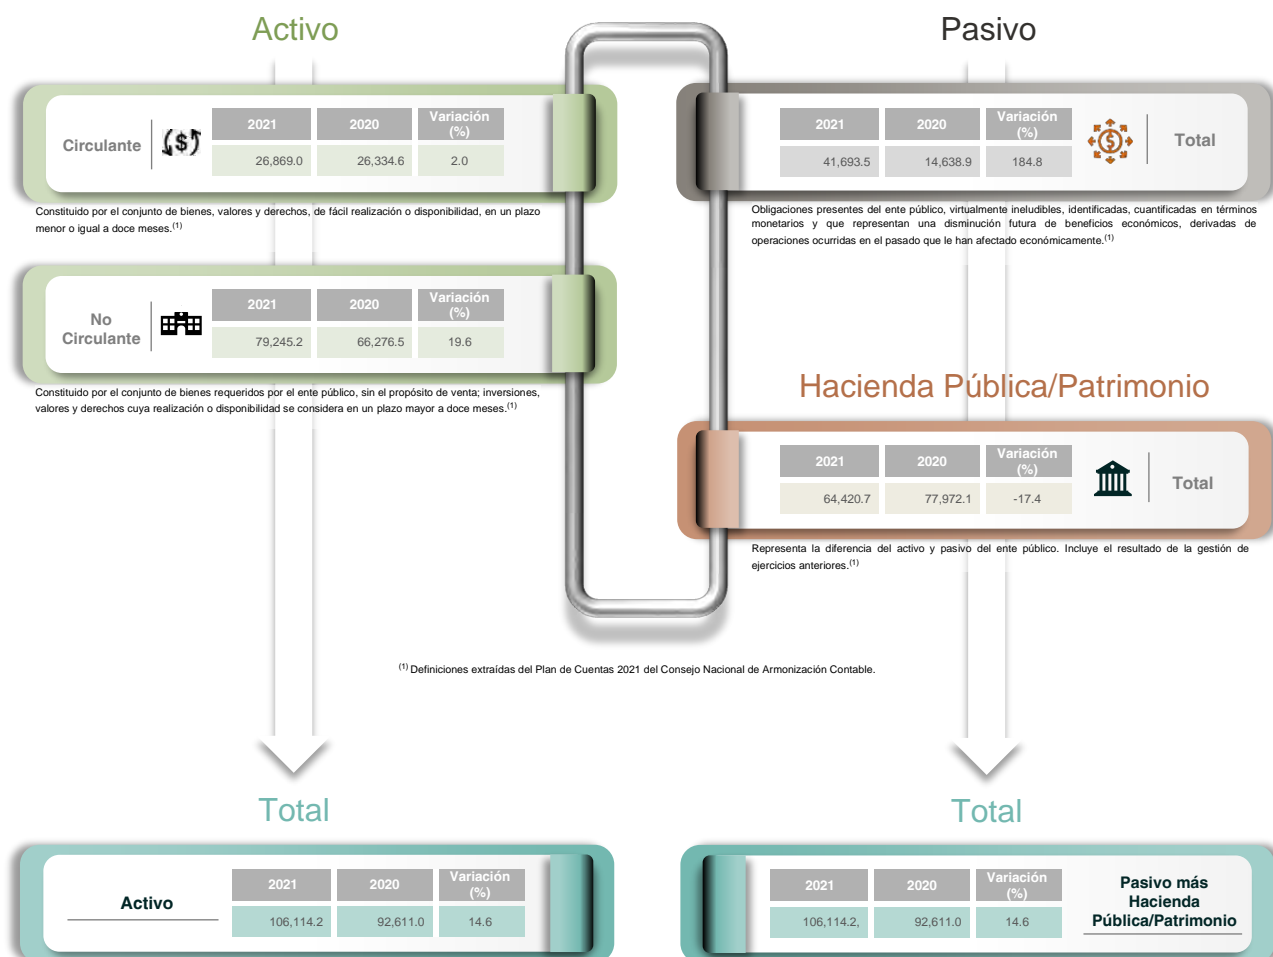 Activo
Circulante
2021 2020 Variación (%)
26,869.0 26,334.6 2.0
Constituido por el conjunto de bienes, valores y derechos, de fácil realización o disponibilidad, en un plazo
menor o igual a doce meses.(1)
No
Circulante
2021 2020 Variación (%)
79,245.2 66,276.5 19.6
Constituido por el conjunto de bienes requeridos por el ente público, sin el propósito de venta; inversiones,
valores y derechos cuya realización o disponibilidad se considera en un plazo mayor a doce meses.(1)
Pasivo
2021 2020 Variación (%)
41,693.5 14,638.9 184.8
Total
Obligaciones presentes del ente público, virtualmente ineludibles, identificadas, cuantificadas en términos
monetarios y que representan una disminución futura de beneficios económicos, derivadas de
operaciones ocurridas en el pasado que le han afectado económicamente.(1)
Hacienda Pública/Patrimonio
2021 2020 Variación (%)
64,420.7 77,972.1 -17.4
Total
Representa la diferencia del activo y pasivo del ente público. Incluye el resultado de la gestión de
ejercicios anteriores.(1)
(1) Definiciones extraídas del Plan de Cuentas 2021 del Consejo Nacional de Armonización Contable.
Total
Activo
2021 2020 Variación (%)
106,114.2 92,611.0 14.6
Total
2021 2020 Variación (%)
106,114.2, 92,611.0 14.6
Pasivo más
Hacienda
Pública/Patrimonio